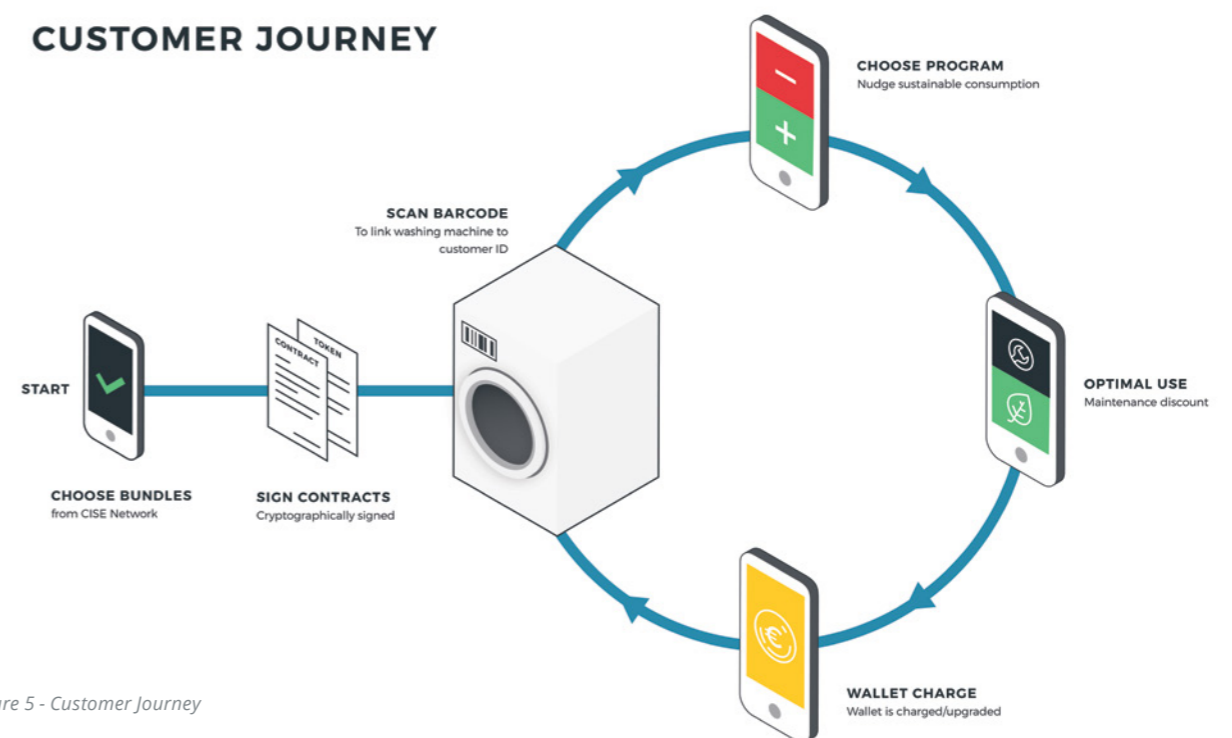 CUSTOMER JOURNEY
CHOOSE PROGRAM
Nudge sustainable consumption
SCAN BARCODE
To link washing machine to
customer ID
START
CONTRACT
TOKEN
OPTIMAL USE
Maintenance discount
CHOOSE BUNDLES
from CISE Network
SIGN CONTRACTS
Cryptographically signed
WALLET CHARGE
Wallet is charged/upgraded
re 5 - Customer Journey